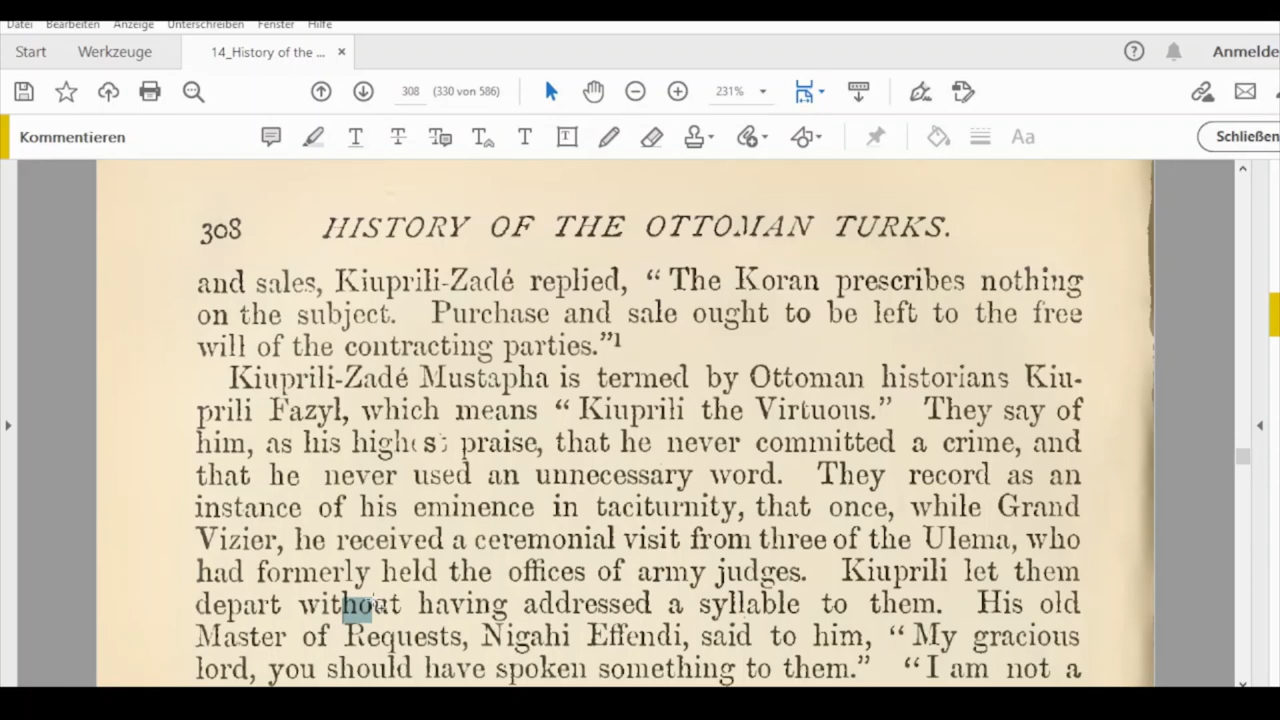 Datei Bearbeiten Anzeige Unterschreiben Fenster Hilfe
Start Werkzeuge 14_History of the ... ×
Anmelde
308 (330 von 586) 231%
Kommentieren
Aa
Schließen
308 HISTORY OF THE OTTOMAN TURKS.
and sales, Kiuprili-Zadé replied, “The Koran prescribes nothing
on the subject. Purchase and sale ought to be left to the free
will of the contracting parties.”1
Kiuprili-Zadé Mustapha is termed by Ottoman historians Kiu-
prili Fazyl, which means “Kiuprili the Virtuous.” They say of
him, as his highest praise, that he never committed a crime, and
that he never used an unnecessary word. They record as an
instance of his eminence in taciturnity, that once, while Grand
Vizier, he received a ceremonial visit from three of the Ulema, who
had formerly held the offices of army judges. Kiuprili let them
depart without having addressed a syllable to them. His old
Master of Requests, Nigahi Effendi, said to him, “My gracious
lord, you should have spoken something to them.” “I am not a